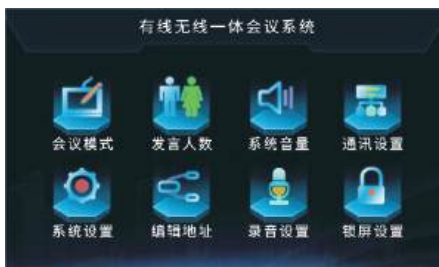 有线无线一体会议系统
会议模式 发言人数 系统音量 通讯设置
系统设置 编辑地址 录音设置 锁屏设置